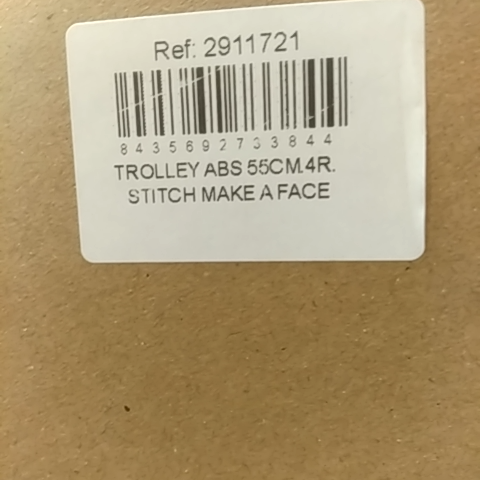 Ref: 2911721
8435692733844
TROLLEY ABS 55CM.4R.
STITCH MAKE A FACE